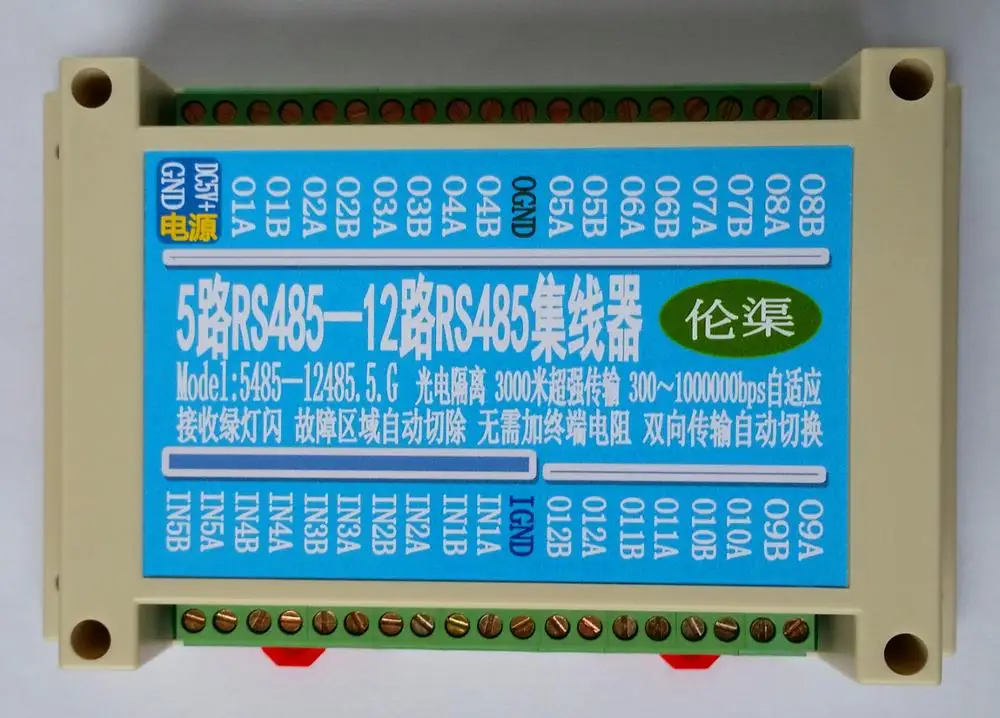 GND DC5V+ O1A O1B O2A O2B O3A O3B O4A O4B OGND O5A O5B O6A O6B O7A O7B O8A O8B
电源
5路RS485—12路RS485集线器
伦渠
Model:5485—12485.5.G 光电隔离 3000米超强传输 300~1000000bps自适应
接收绿灯闪 故障区域自动切除 无需加终端电阻 双向传输自动切换
IN5B IN5A IN4B IN4A IN3B IN3A IN2B IN2A IN1B IN1A IGND O12B O12A O11B O11A O10B O10A O9B O9A